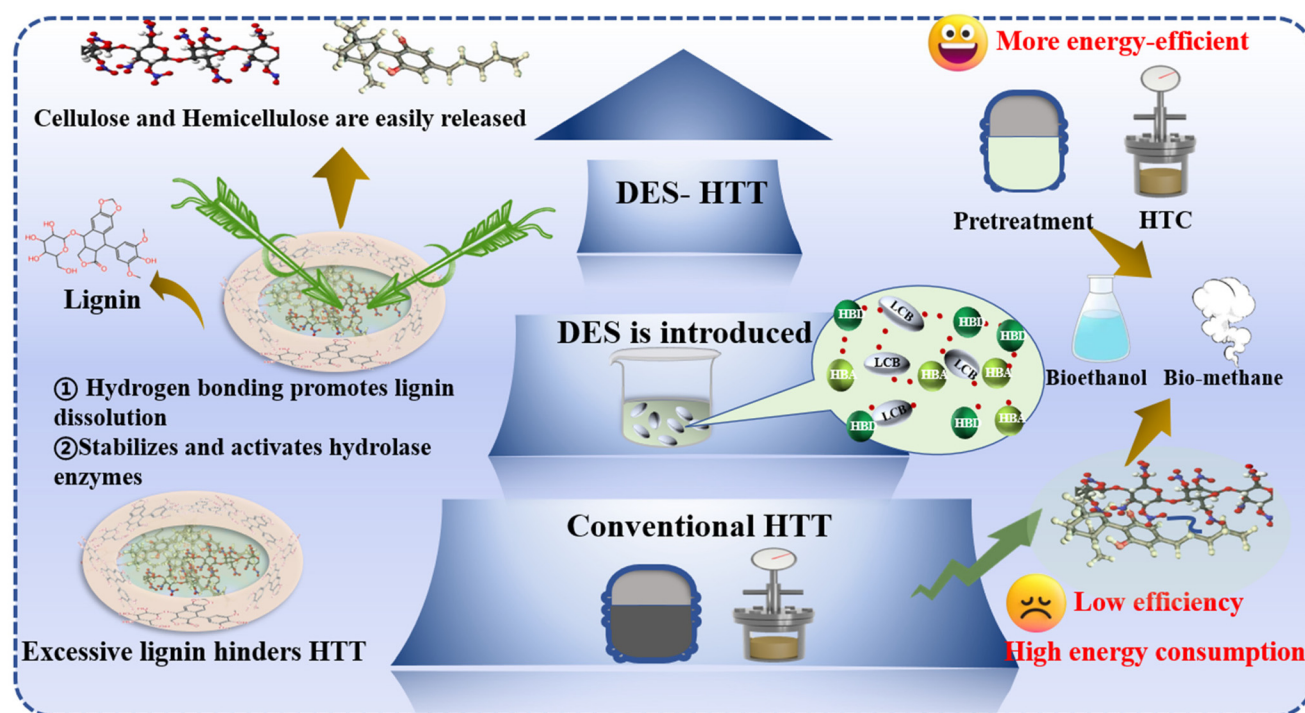 More energy-efficient
Cellulose and Hemicellulose are easily released
DES- HTT
Pretreatment
HTC
Lignin
DES is introduced
HBD
LCB
HBD
HBD
LCB
LCB
HBA
HBA
HBA
LCB
HBD
HBD
HBA
Bioethanol
Bio-methane
① Hydrogen bonding promotes lignin
dissolution
②Stabilizes and activates hydrolase
enzymes
Conventional HTT
Excessive lignin hinders HTT
Low efficiency
High energy consumption